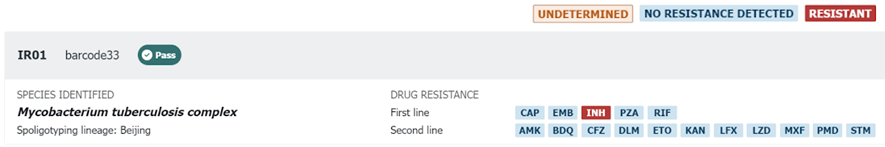 UNDETERMINED NO RESISTANCE DETECTED RESISTANT
IR01 barcode33 Pass
SPECIES IDENTIFIED DRUG RESISTANCE
Mycobacterium tuberculosis complex First line CAP EMB INH PZA RIF
Spoligotyping lineage: Beijing Second line AMK BDQ CFZ DLM ETO KAN LFX LZD MXF PMD STM